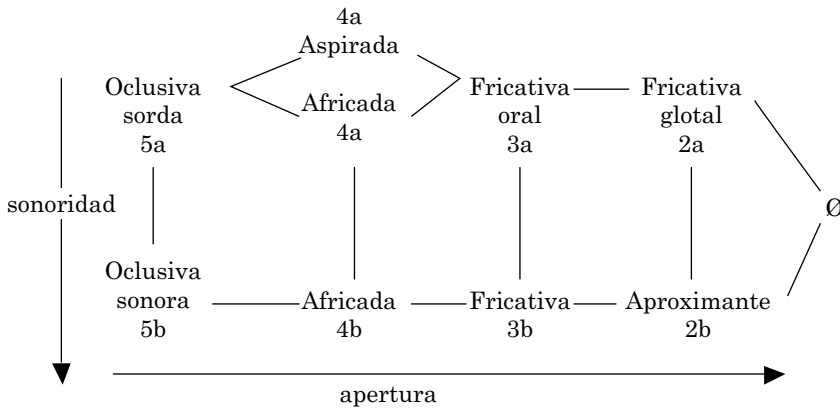 4a
Aspirada
Oclusiva
sorda
5a
Africada
4a
Fricativa
oral
3a
Fricativa
glotal
2a
sonoridad
Ø
Oclusiva
sonora
5b
Africada
4b
Fricativa
3b
Aproximante
2b
apertura